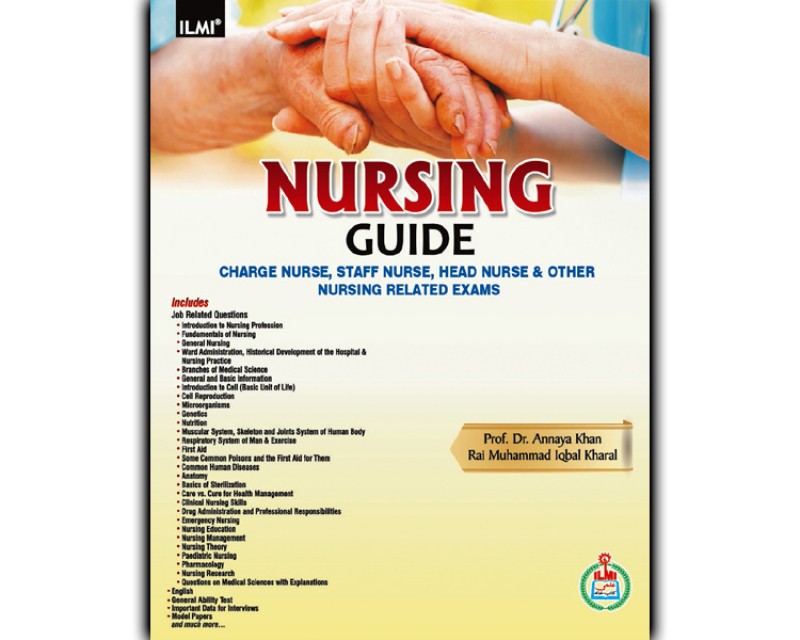 ILMI®
NURSING
GUIDE
CHARGE NURSE, STAFF NURSE, HEAD NURSE & OTHER
NURSING RELATED EXAMS
Includes
Job Related Questions
• Introduction to Nursing Profession
• Fundamentals of Nursing
• General Nursing
• Ward Administration, Historical Development of the Hospital &
Nursing Practice
• Branches of Medical Science
• General and Basic Information
• Introduction to Cell (Basic Unit of Life)
• Cell Reproduction
• Microorganisms
• Genetics
• Nutrition
• Muscular System, Skeleton and Joints System of Human Body
• Respiratory System of Man & Exercise
• First Aid
• Some Common Poisons and the First Aid for Them
• Common Human Diseases
• Anatomy
• Basics of Sterilization
• Care vs. Cure for Health Management
• Clinical Nursing Skills
• Drug Administration and Professional Responsibilities
• Emergency Nursing
• Nursing Education
• Nursing Management
• Nursing Theory
• Paediatric Nursing
• Pharmacology
• Nursing Research
• Questions on Medical Sciences with Explanations
• English
• General Ability Test
• Important Data for Interviews
• Model Papers
and much more...
Prof. Dr. Annaya Khan
Rai Muhammad Iqbal Kharal
ILMI